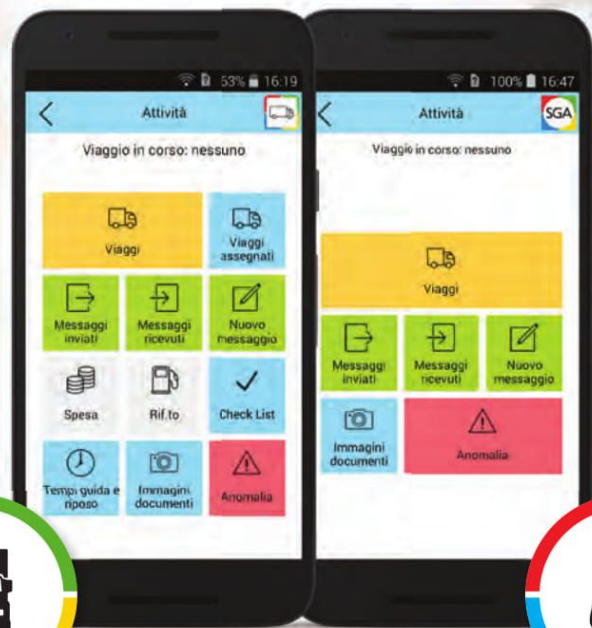 53% 16:19
Attività
Viaggio in corso: nessuno
Viaggi
Viaggi
assegnati
Messaggi
inviati
Messaggi
ricevuti
Nuovo
messaggio
Spesa
Rif.to
Check List
Tempi guida e
riposo
Immagini
documenti
Anomalia
100% 16:47
Attività
SGA
Viaggio in corso: nessuno
Viaggi
Messaggi
inviati
Messaggi
ricevuti
Nuovo
messaggio
Immagini
documenti
Anomalia